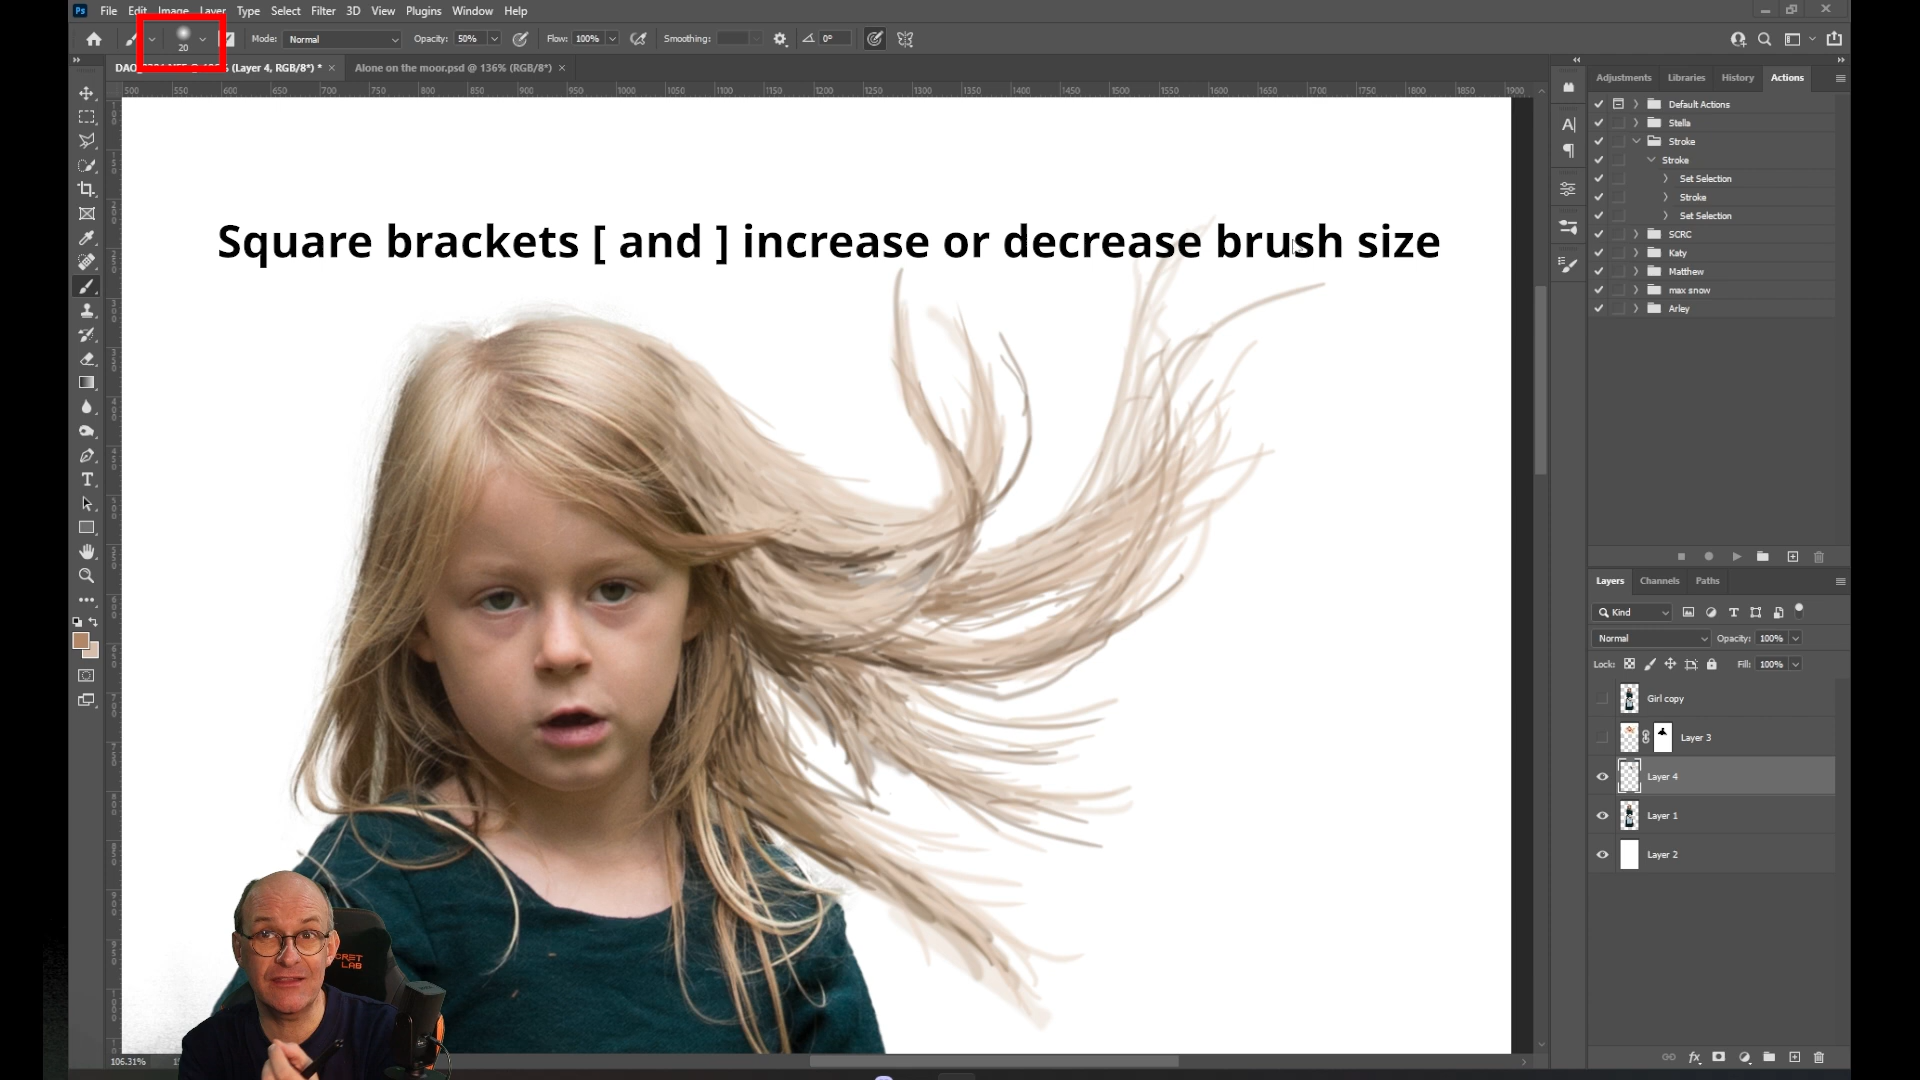 Ps File Edit Image Layer Type Select Filter 3D View Plugins Window Help
20 Mode: Normal Opacity: 50% Flow: 100% Smoothing: 0°
(Layer 4, RGB/8*) * × Alone on the moor.psd @ 136% (RGB/8*) ×
500 550 600 650 700 750 800 850 900 950 1000 1050 1100 1150 1200 1250 1300 1350 1400 1450 1500 1550 1600 1650 1700 1750 1800 1850 1900
Square brackets [ and ] increase or decrease brush size
Adjustments Libraries History Actions
Default Actions
Stella
Stroke
Stroke
Set Selection
Stroke
Set Selection
SCRC
Katy
Matthew
max snow
Arley
Layers Channels Paths
Kind
Normal Opacity: 100%
Lock: Fill: 100%
Girl copy
Layer 3
Layer 4
Layer 1
Layer 2
CRET
LAB
106.31%